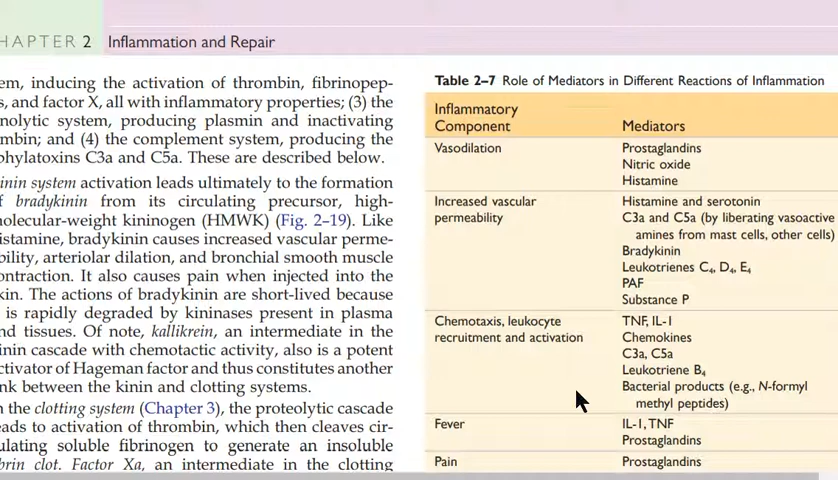 HAPTER 2 Inflammation and Repair
em, inducing the activation of thrombin, fibrinopep-
s, and factor X, all with inflammatory properties; (3) the
nolytic system, producing plasmin and inactivating
mbin; and (4) the complement system, producing the
phylatoxins C3a and C5a. These are described below.
inin system activation leads ultimately to the formation
f bradykinin from its circulating precursor, high-
nolecular-weight kininogen (HMWK) (Fig. 2–19). Like
istamine, bradykinin causes increased vascular perme-
bility, arteriolar dilation, and bronchial smooth muscle
ontraction. It also causes pain when injected into the
kin. The actions of bradykinin are short-lived because
is rapidly degraded by kininases present in plasma
nd tissues. Of note, kallikrein, an intermediate in the
inin cascade with chemotactic activity, also is a potent
ctivator of Hageman factor and thus constitutes another
nk between the kinin and clotting systems.
n the clotting system (Chapter 3), the proteolytic cascade
eads to activation of thrombin, which then cleaves cir-
ulating soluble fibrinogen to generate an insoluble
brin clot. Factor Xa, an intermediate in the clotting
Table 2–7 Role of Mediators in Different Reactions of Inflammation
Inflammatory
Component Mediators
Vasodilation Prostaglandins
Nitric oxide
Histamine
Increased vascular Histamine and serotonin
permeability C3a and C5a (by liberating vasoactive
amines from mast cells, other cells)
Bradykinin
Leukotrienes C₄, D₄, E₄
PAF
Substance P
Chemotaxis, leukocyte TNF, IL-1
recruitment and activation Chemokines
C3a, C5a
Leukotriene B₄
Bacterial products (e.g., N-formyl
methyl peptides)
Fever IL-1, TNF
Prostaglandins
Pain Prostaglandins